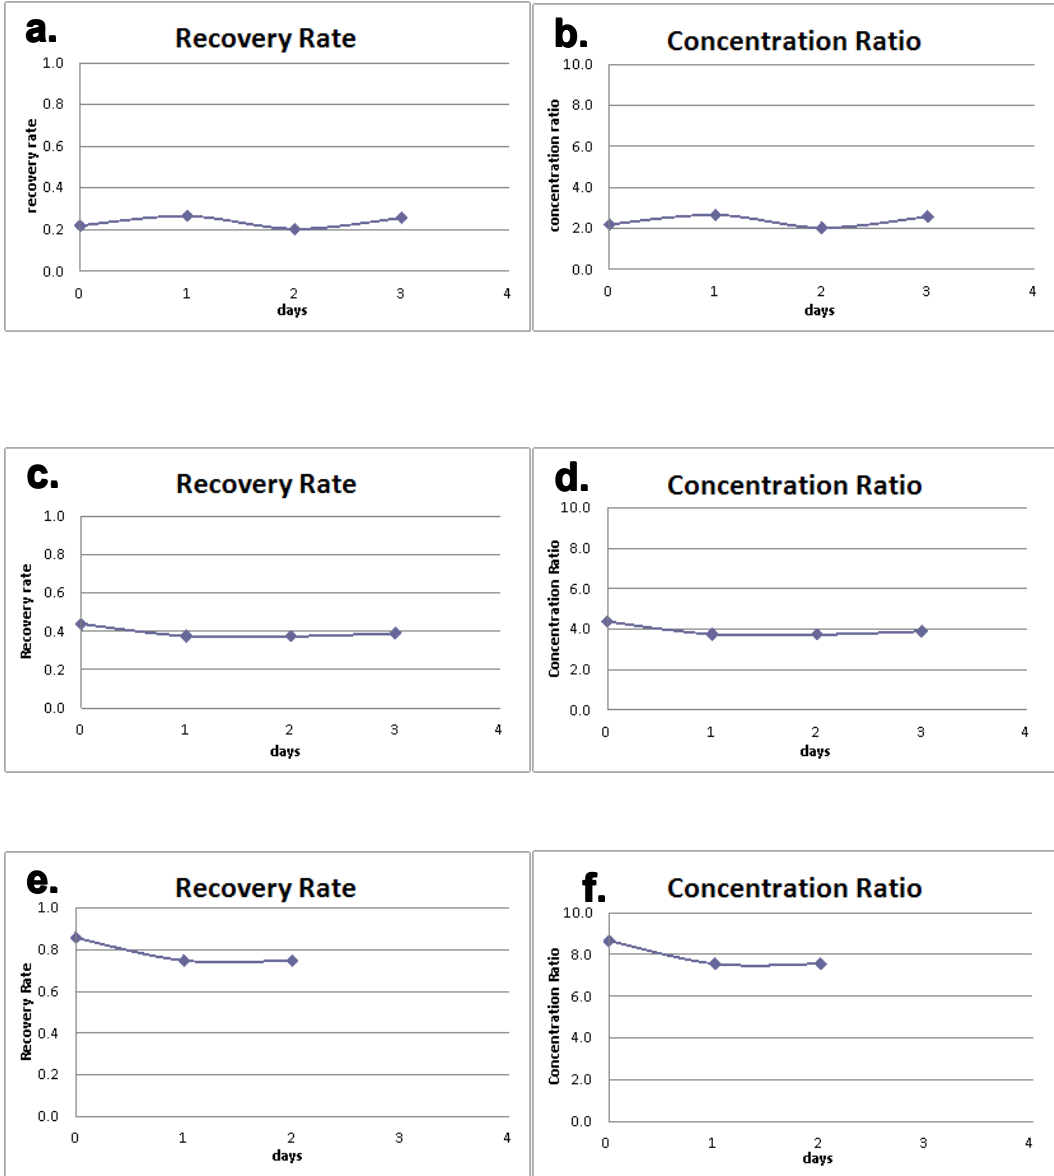 a.
Recovery Rate
recovery rate
1.0
0.8
0.6
0.4
0.2
0.0
0 1 2 3 4
days
b.
Concentration Ratio
concentration ratio
10.0
8.0
6.0
4.0
2.0
0.0
0 1 2 3 4
days
c.
Recovery Rate
Recovery rate
1.0
0.8
0.6
0.4
0.2
0.0
0 1 2 3 4
days
d.
Concentration Ratio
Concentration Ratio
10.0
8.0
6.0
4.0
2.0
0.0
0 1 2 3 4
days
e.
Recovery Rate
Recovery Rate
1.0
0.8
0.6
0.4
0.2
0.0
0 1 2 3 4
days
f.
Concentration Ratio
Concentration Ratio
10.0
8.0
6.0
4.0
2.0
0.0
0 1 2 3 4
days